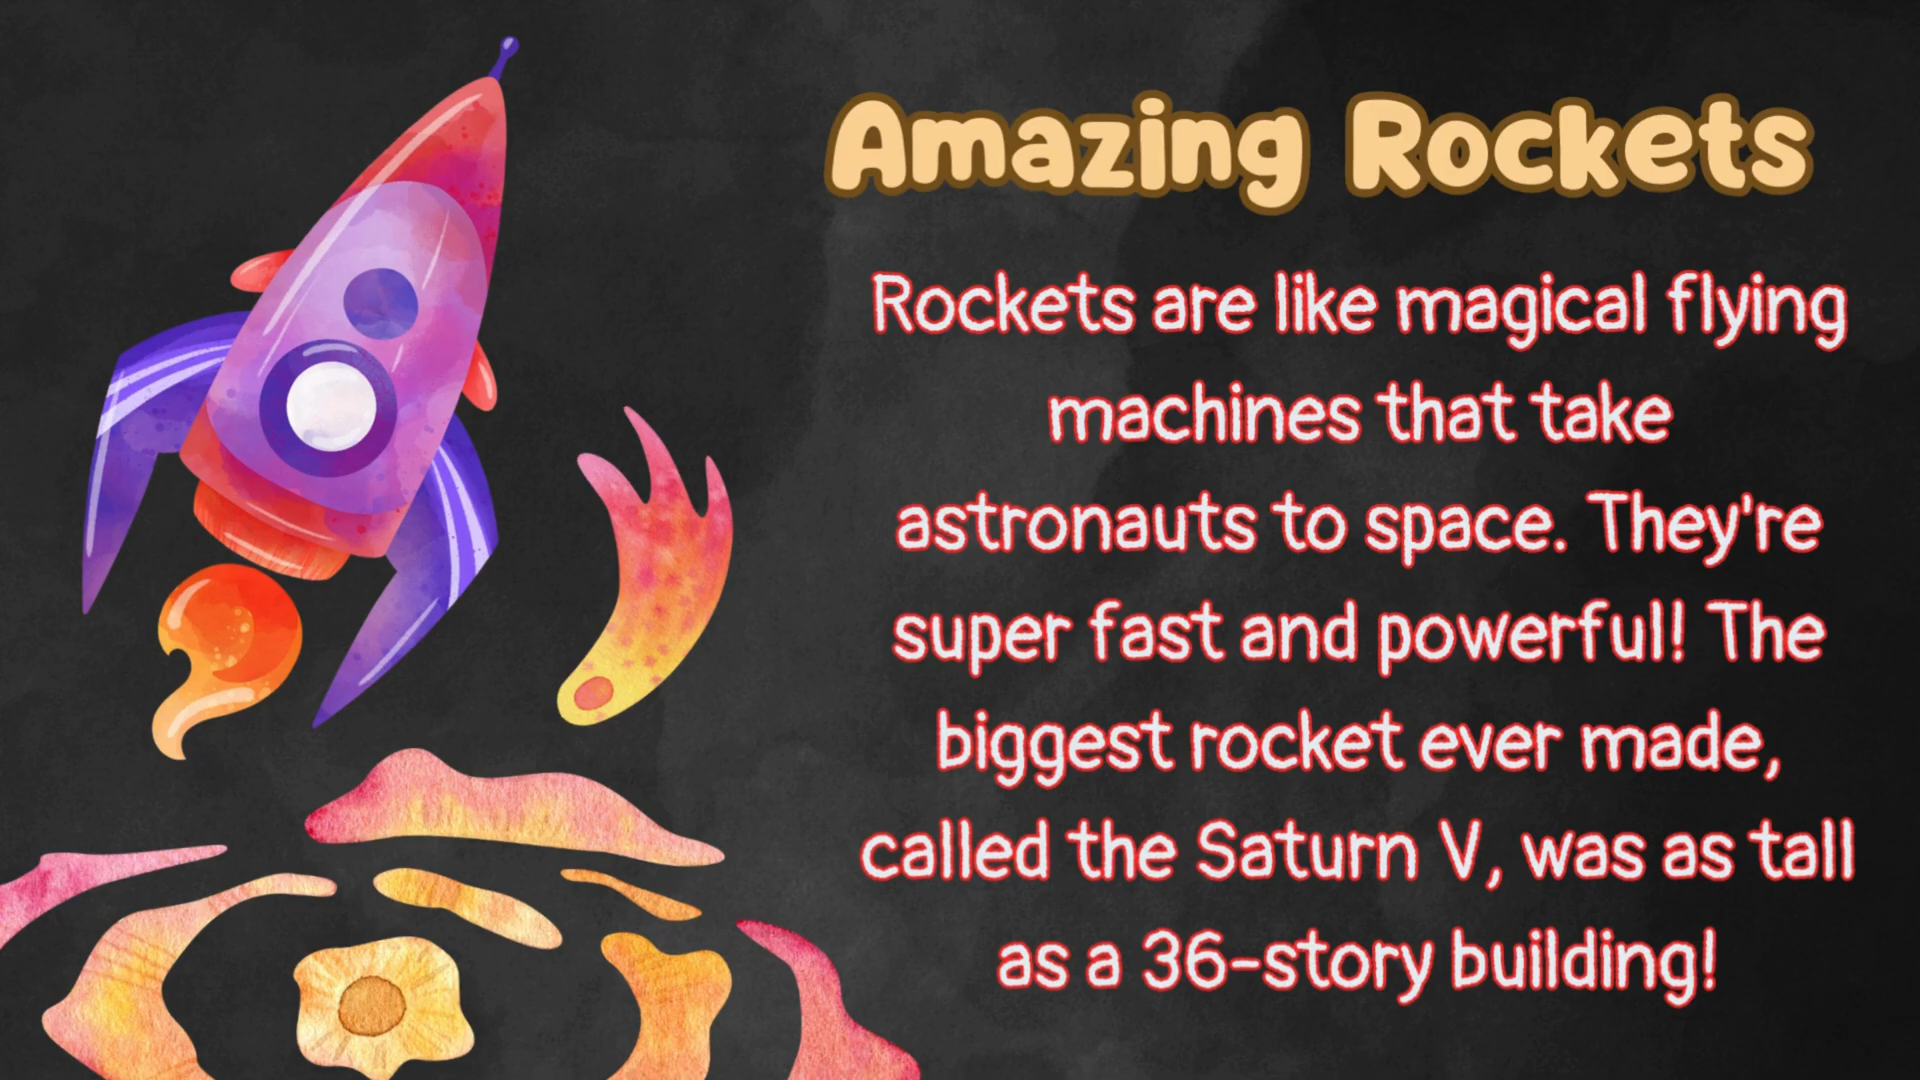 Amazing Rockets
Rockets are like magical flying
machines that take
astronauts to space. They're
super fast and powerful! The
biggest rocket ever made,
called the Saturn V, was as tall
as a 36-story building!